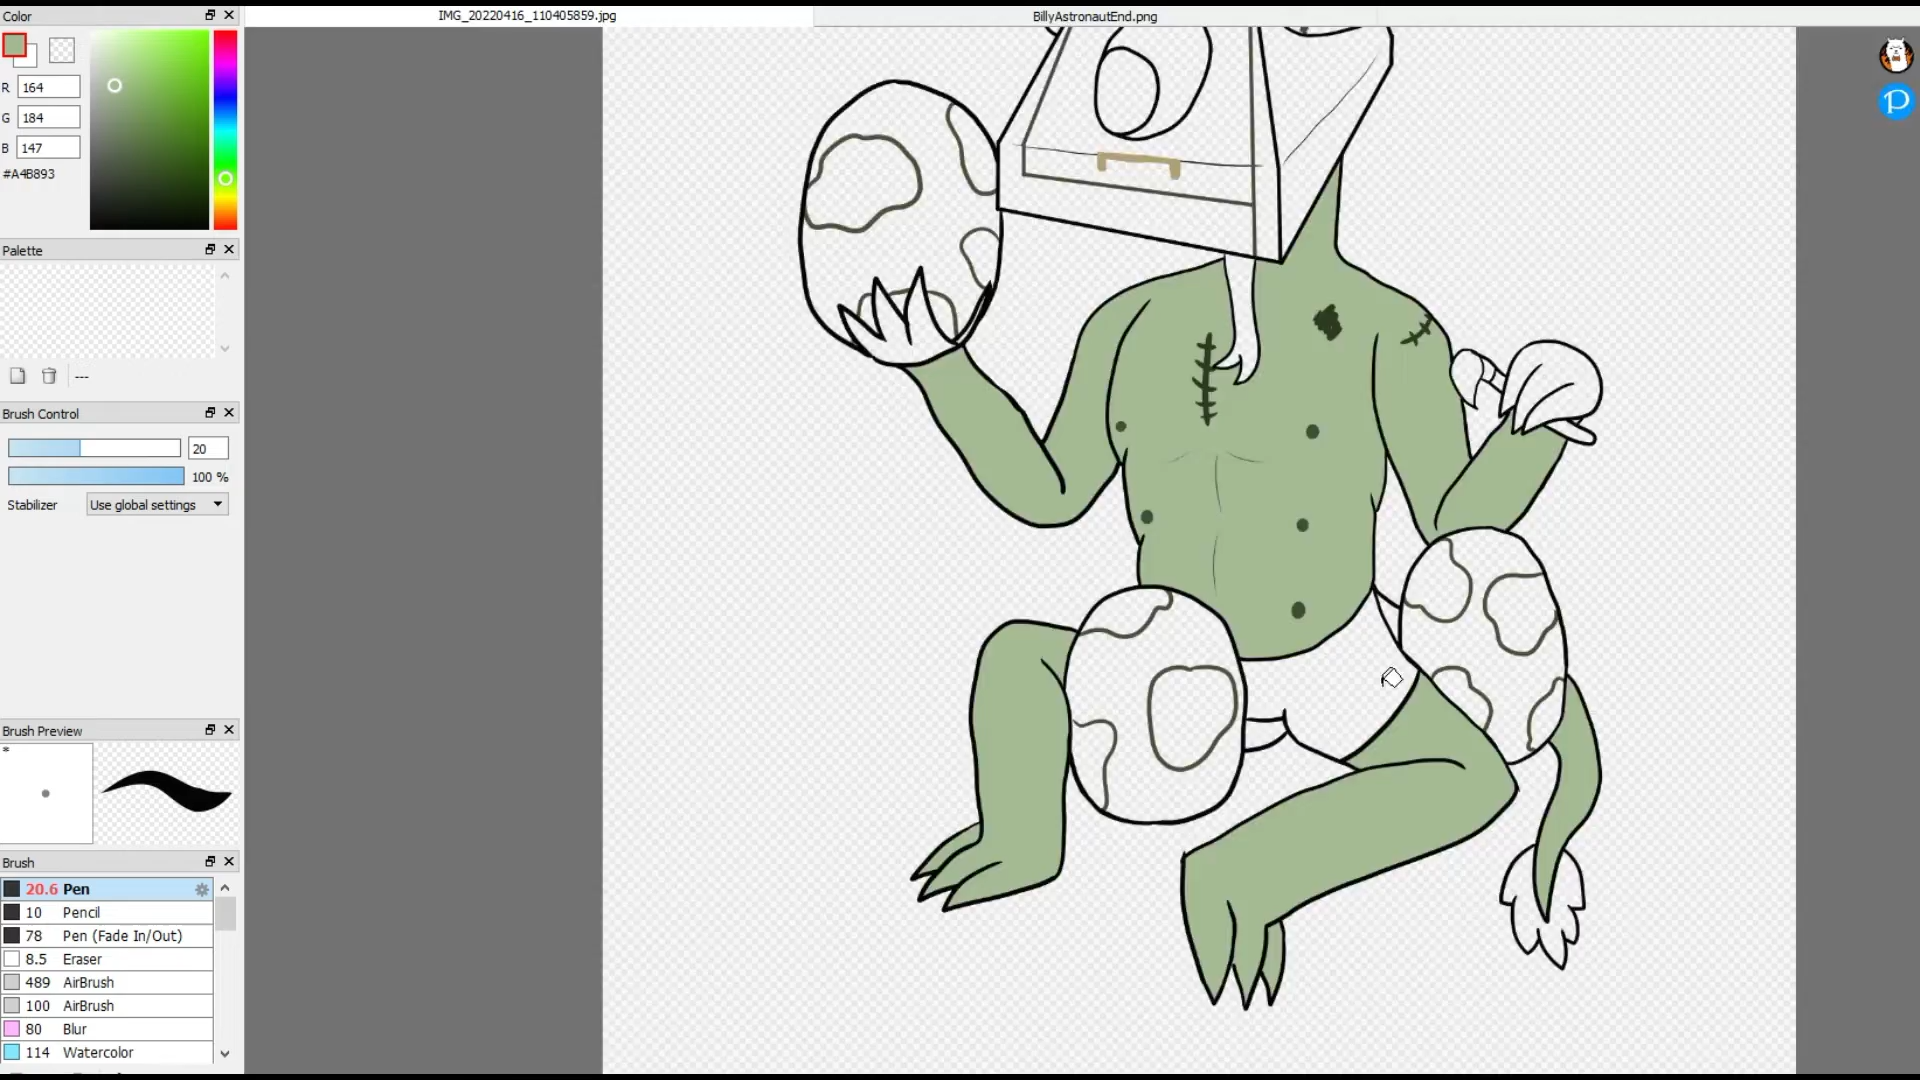 Color
IMG_20220416_110405859.jpg
BillyAstronautEnd.png
R 164
G 184
B 147
#A4B893
Palette
---
Brush Control
20
100 %
Stabilizer Use global settings
Brush Preview
*
Brush
20.6 Pen
10 Pencil
78 Pen (Fade In/Out)
8.5 Eraser
489 AirBrush
100 AirBrush
80 Blur
114 Watercolor
P